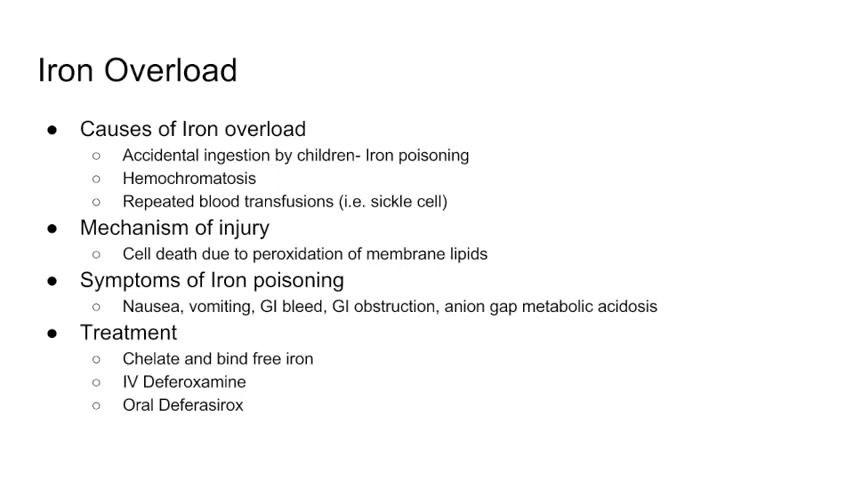 Iron Overload
● Causes of Iron overload
○ Accidental ingestion by children- Iron poisoning
○ Hemochromatosis
○ Repeated blood transfusions (i.e. sickle cell)
● Mechanism of injury
○ Cell death due to peroxidation of membrane lipids
● Symptoms of Iron poisoning
○ Nausea, vomiting, GI bleed, GI obstruction, anion gap metabolic acidosis
● Treatment
○ Chelate and bind free iron
○ IV Deferoxamine
○ Oral Deferasirox